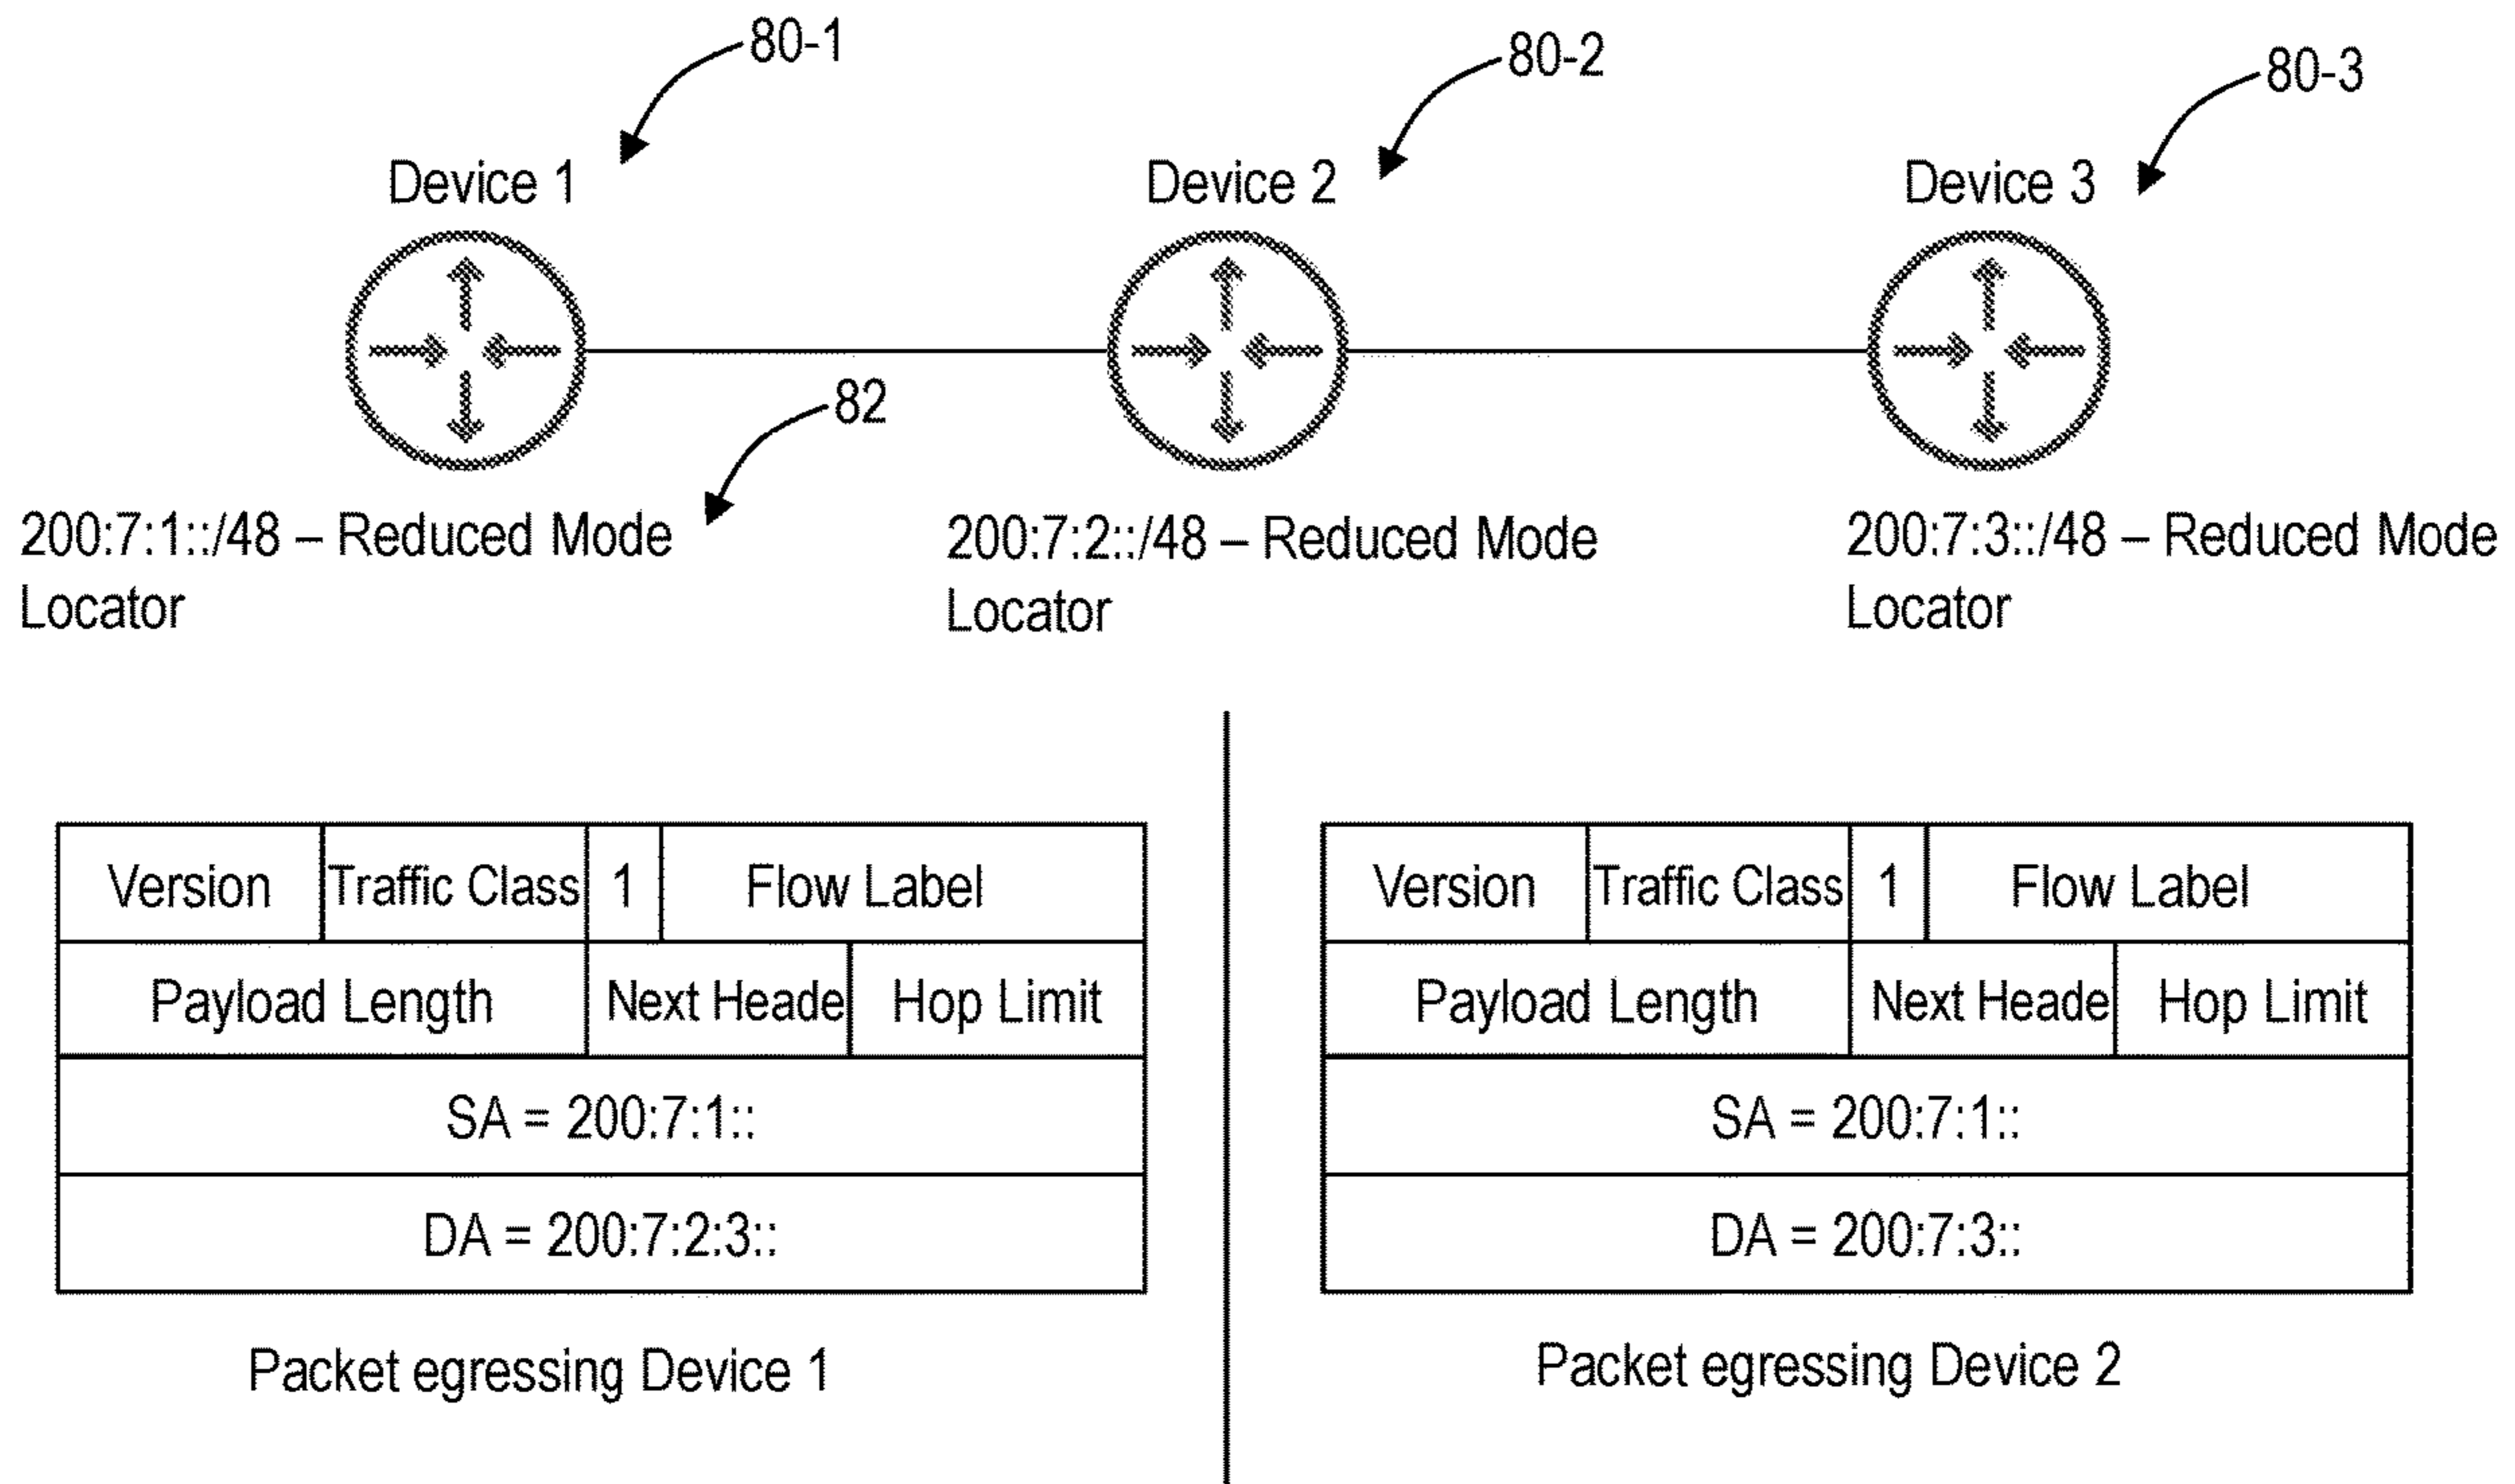 80-1
80-2
80-3
Device 1
Device 2
Device 3
82
200:7:1::/48 – Reduced Mode
Locator
200:7:2::/48 – Reduced Mode
Locator
200:7:3::/48 – Reduced Mode
Locator
Version Traffic Class 1 Flow Label
Payload Length Next Heade Hop Limit
SA = 200:7:1::
DA = 200:7:2:3::
Packet egressing Device 1
Version Traffic Class 1 Flow Label
Payload Length Next Heade Hop Limit
SA = 200:7:1::
DA = 200:7:3::
Packet egressing Device 2